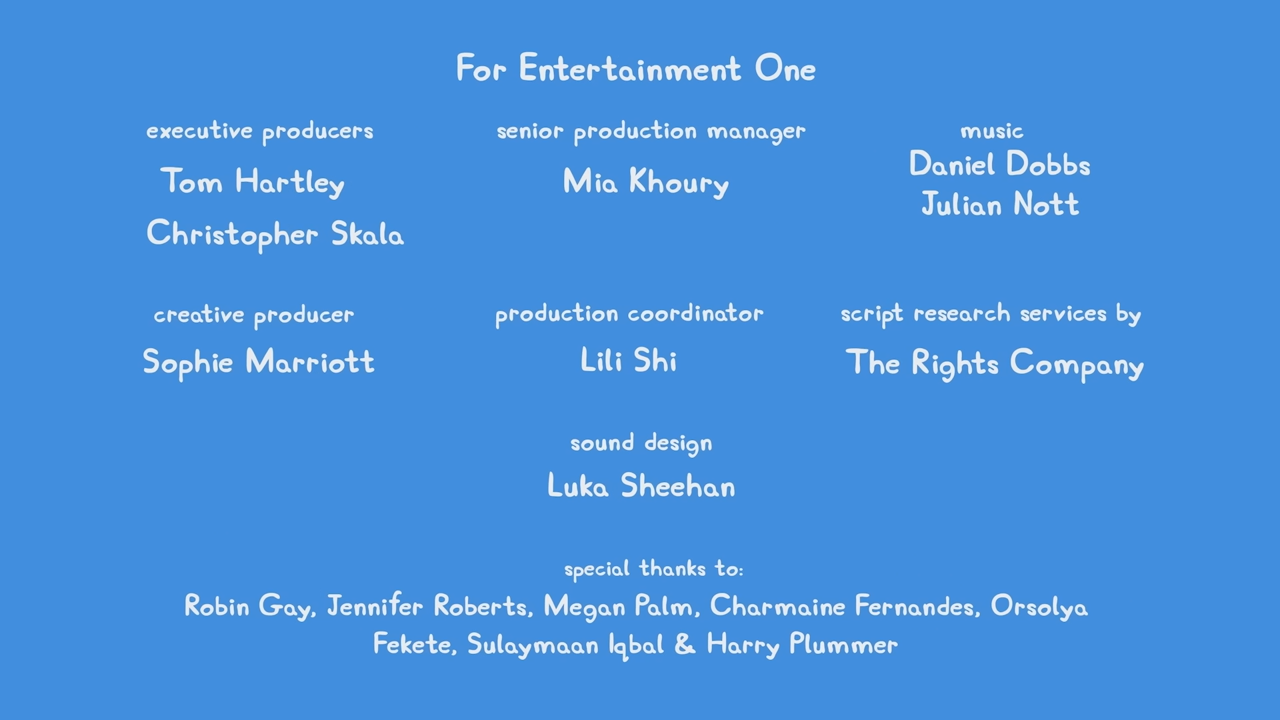 For Entertainment One
executive producers
Tom Hartley
Christopher Skala
senior production manager
Mia Khoury
music
Daniel Dobbs
Julian Nott
creative producer
Sophie Marriott
production coordinator
Lili Shi
script research services by
The Rights Company
sound design
Luka Sheehan
special thanks to:
Robin Gay, Jennifer Roberts, Megan Palm, Charmaine Fernandes, Orsolya
Fekete, Sulaymaan Iqbal & Harry Plummer